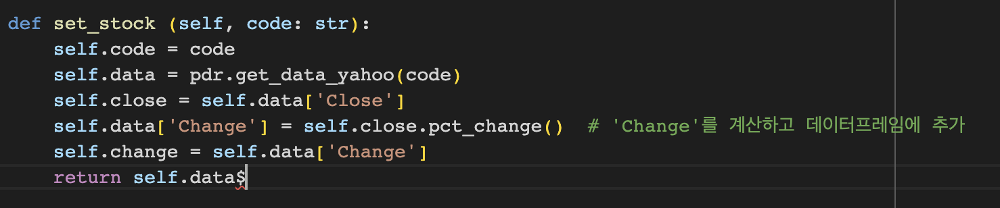 def set_stock (self, code: str):
    self.code = code
    self.data = pdr.get_data_yahoo(code)
    self.close = self.data['Close']
    self.data['Change'] = self.close.pct_change()  # 'Change'를 계산하고 데이터프레임에 추가
    self.change = self.data['Change']
    return self.data$